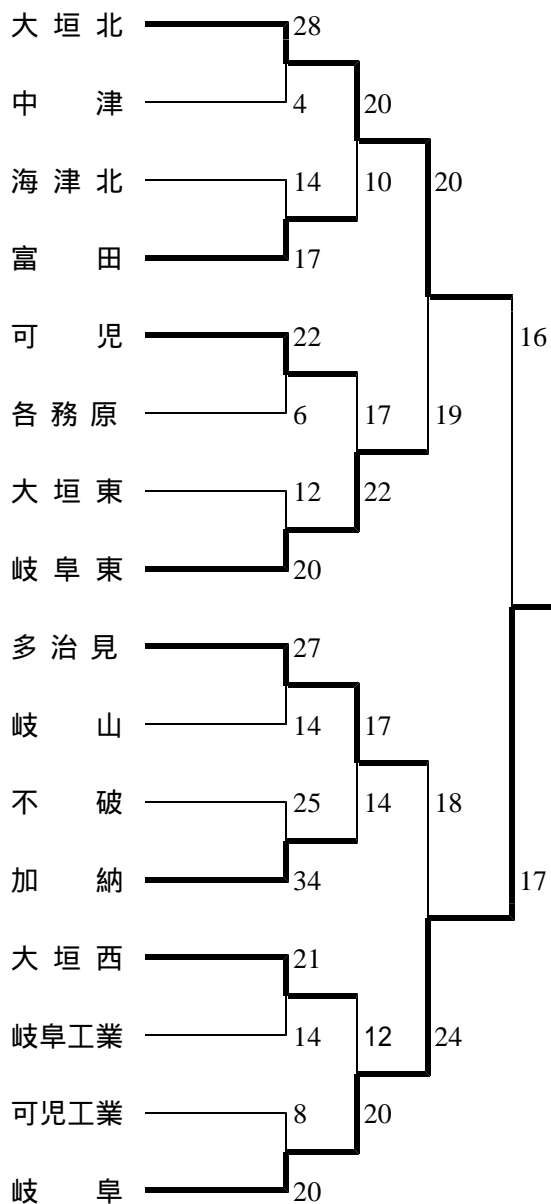 大垣北 28
中津 4 20
海津北 14 10 20
富田 17
16
可児 22
各務原 6 17 19
大垣東 12 22
岐阜東 20
多治見 27
岐山 14 17
不破 25 14 18
加納 34 17
大垣西 21
岐阜工業 14 12 24
可児工業 8 20
岐阜 20